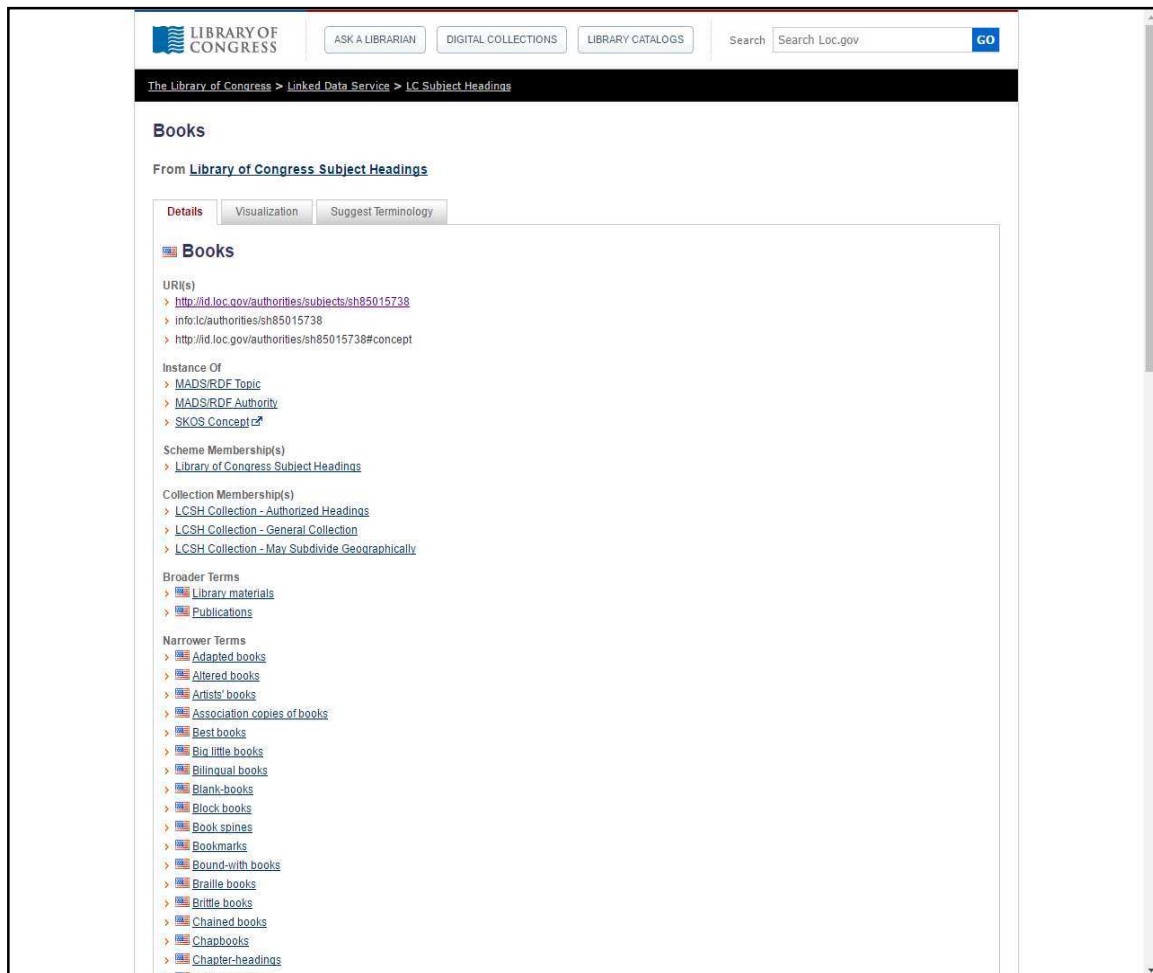 LIBRARY OF
CONGRESS
ASK A LIBRARIAN
DIGITAL COLLECTIONS
LIBRARY CATALOGS
Search
Search Loc.gov
GO
The Library of Congress > Linked Data Service > LC Subject Headings
Books
From Library of Congress Subject Headings
Details
Visualization
Suggest Terminology
Books
URI(s)
http://id.loc.gov/authorities/subjects/sh85015738
info:lc/authorities/sh85015738
http://id.loc.gov/authorities/sh85015738#concept
Instance Of
MADS/RDF Topic
MADS/RDF Authority
SKOS Concept
Scheme Membership(s)
Library of Congress Subject Headings
Collection Membership(s)
LCSH Collection - Authorized Headings
LCSH Collection - General Collection
LCSH Collection - May Subdivide Geographically
Broader Terms
Library materials
Publications
Narrower Terms
Adapted books
Altered books
Artists' books
Association copies of books
Best books
Big little books
Bilingual books
Blank-books
Block books
Book spines
Bookmarks
Bound-with books
Braille books
Brittle books
Chained books
Chapbooks
Chapter-headings